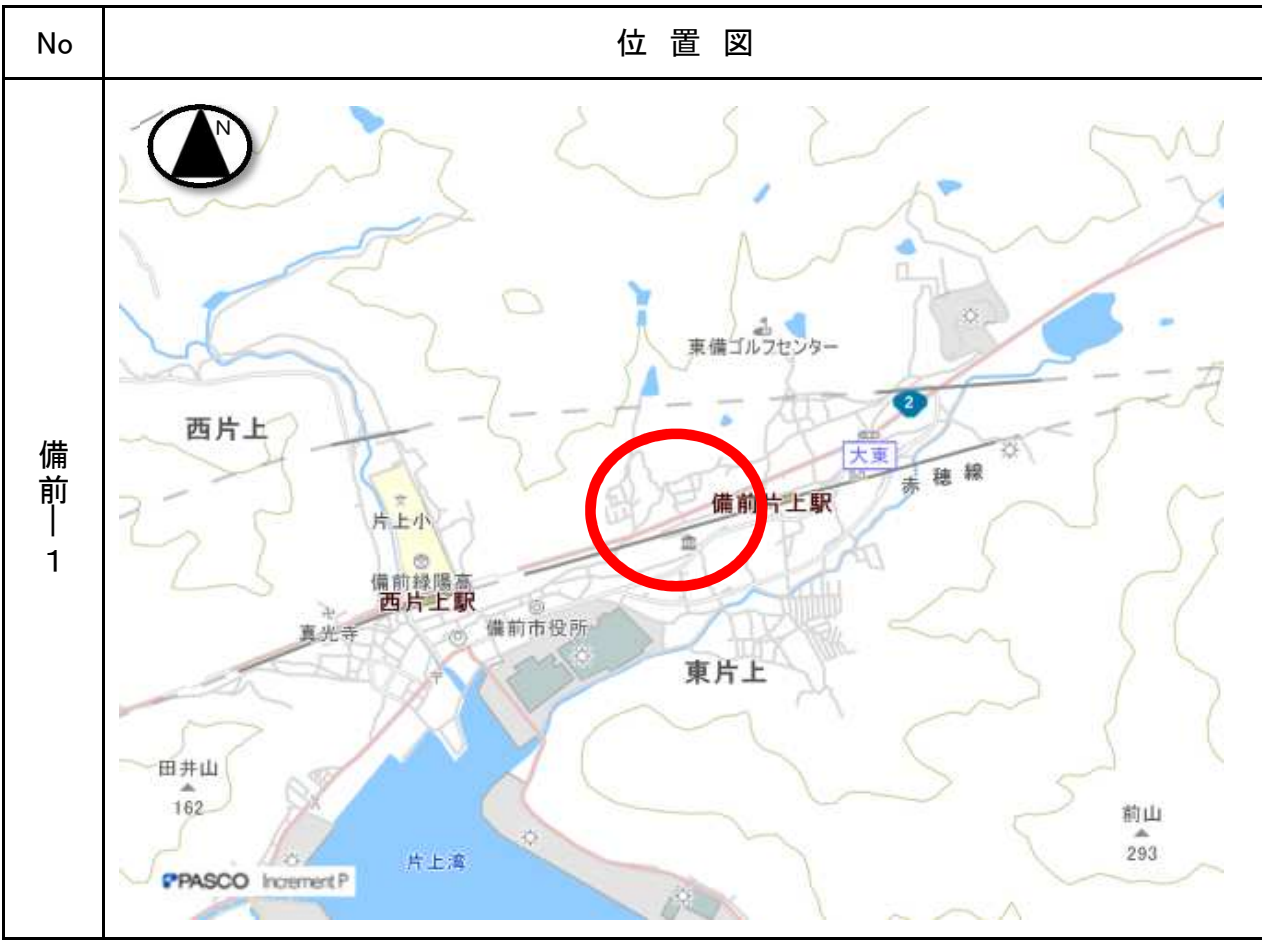 No
位 置 図
備前ー1
N
東備ゴルフセンター
2
西片上
大東
赤 穂 線
備前片上駅
片上小
備前緑陽高
西片上駅
真光寺
備前市役所
東片上
田井山
162
前山
293
片上湾
PASCO Increment P